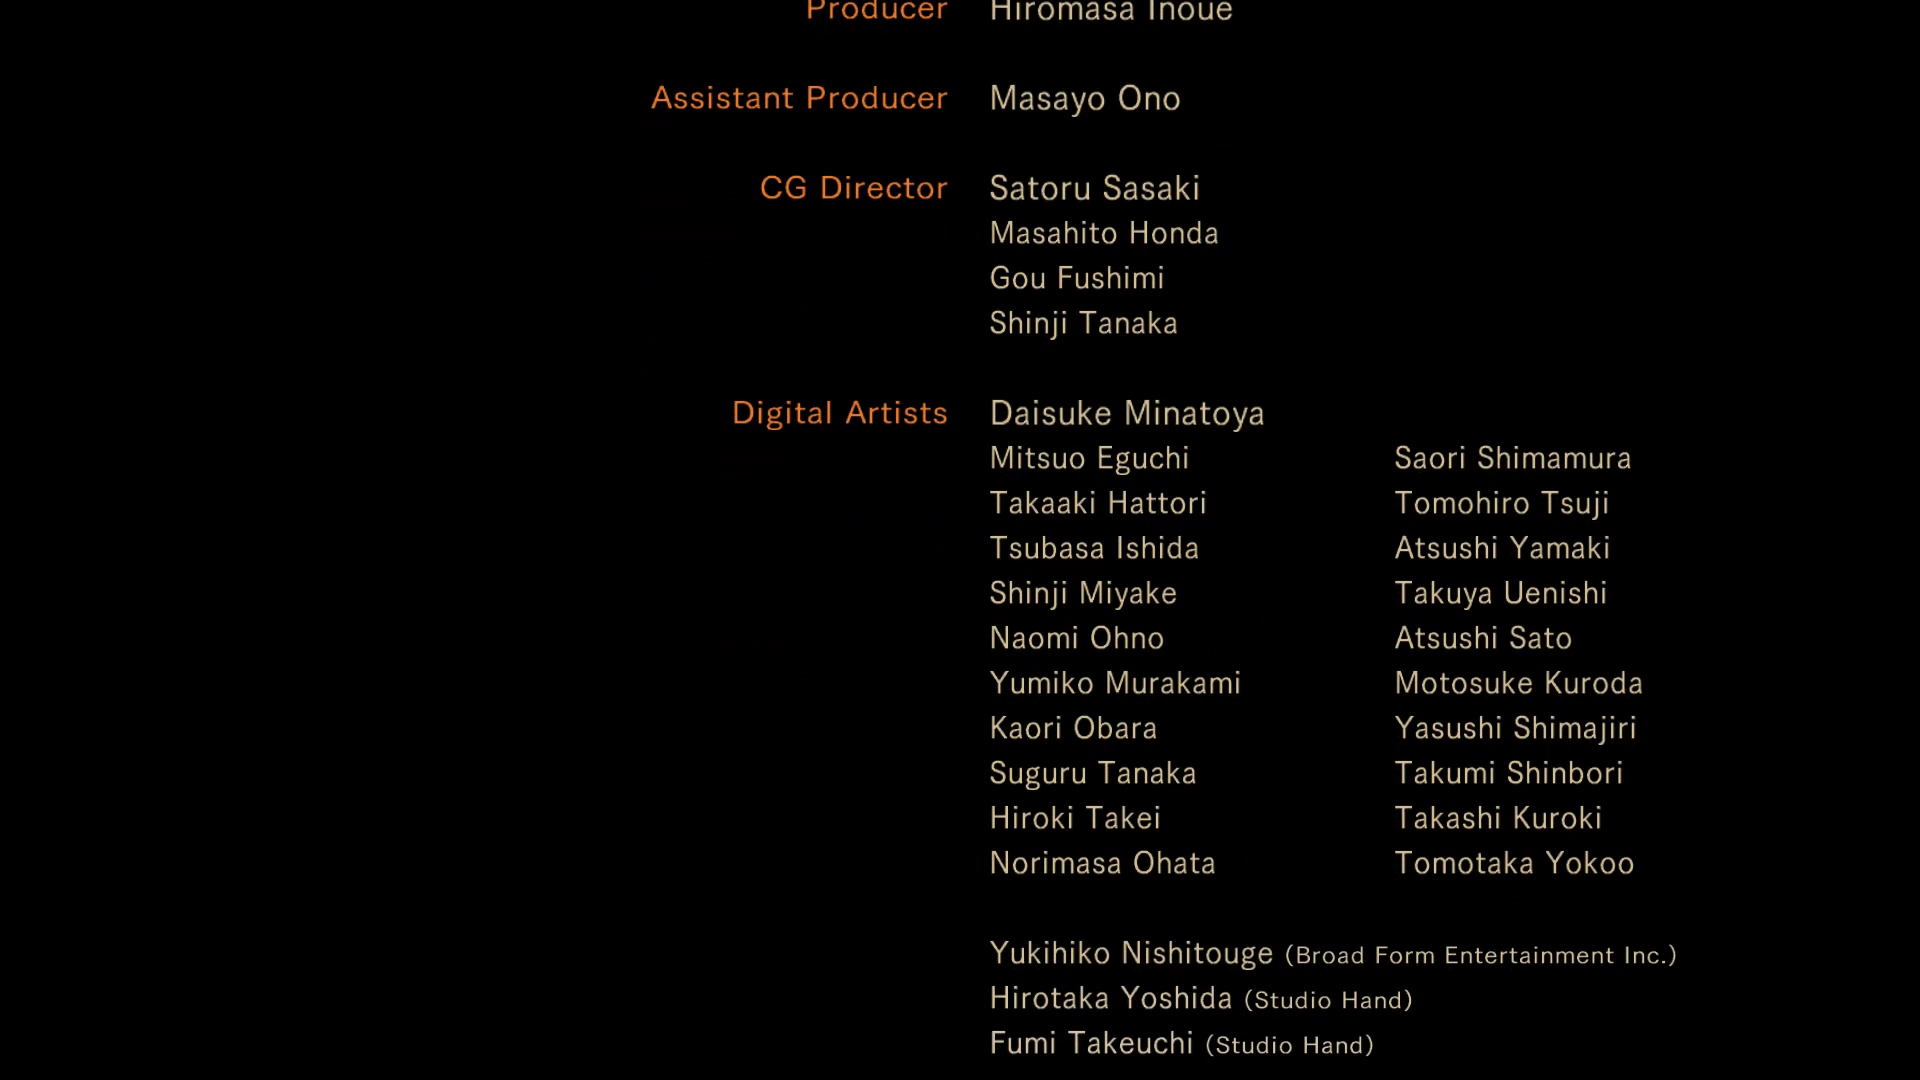 Producer Hiromasa Inoue
Assistant Producer Masayo Ono
CG Director Satoru Sasaki
Masahito Honda
Gou Fushimi
Shinji Tanaka
Digital Artists Daisuke Minatoya
Mitsuo Eguchi Saori Shimamura
Takaaki Hattori Tomohiro Tsuji
Tsubasa Ishida Atsushi Yamaki
Shinji Miyake Takuya Uenishi
Naomi Ohno Atsushi Sato
Yumiko Murakami Motosuke Kuroda
Kaori Obara Yasushi Shimajiri
Suguru Tanaka Takumi Shinbori
Hiroki Takei Takashi Kuroki
Norimasa Ohata Tomotaka Yokoo
Yukihiko Nishitouge (Broad Form Entertainment Inc.)
Hirotaka Yoshida (Studio Hand)
Fumi Takeuchi (Studio Hand)